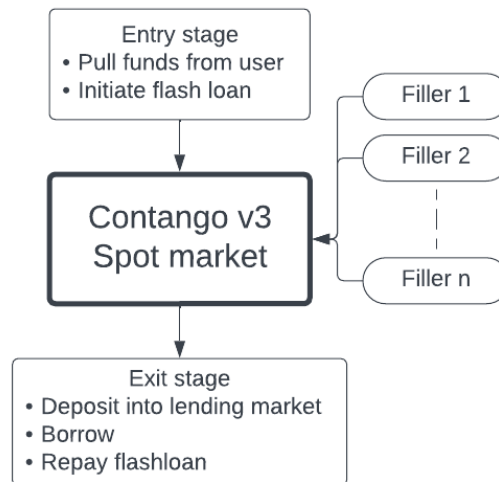 Entry stage
• Pull funds from user
• Initiate flash loan
Filler 1
Filler 2
Contango v3
Spot market
Filler n
Exit stage
• Deposit into lending market
• Borrow
• Repay flashloan